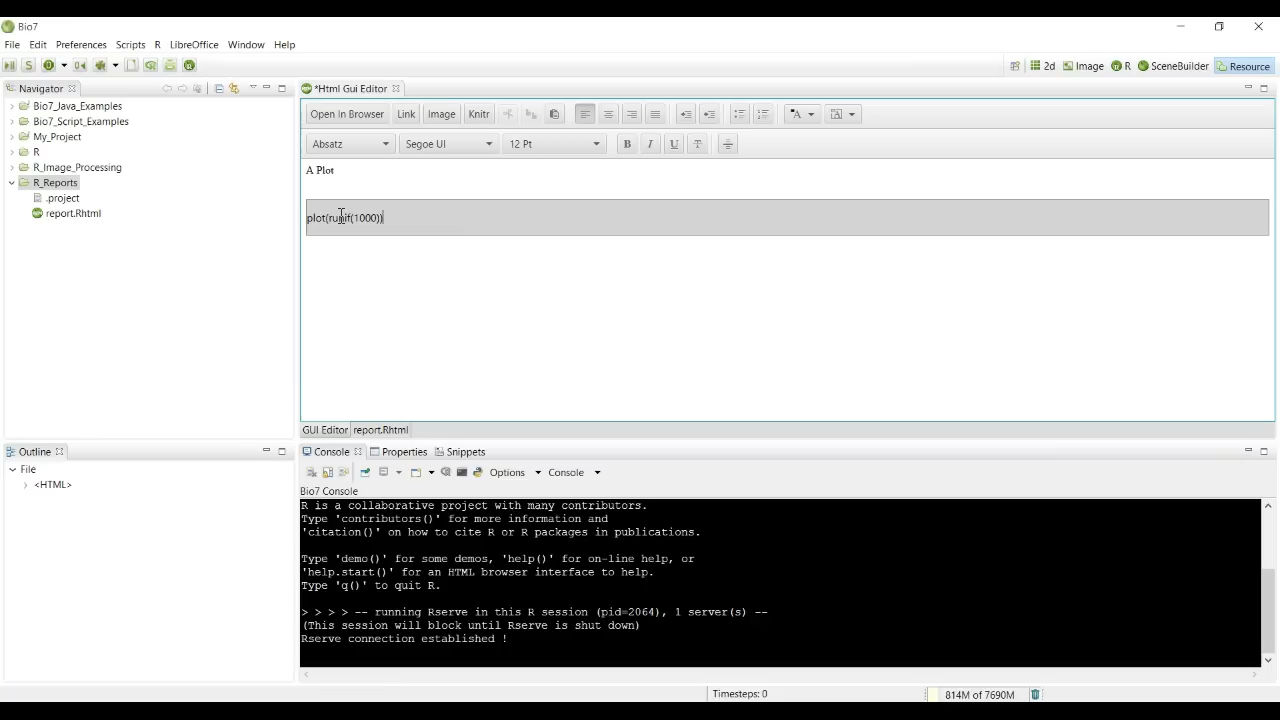 Bio7
File Edit Preferences Scripts R LibreOffice Window Help
2d Image R SceneBuilder Resource
Navigator
Bio7_Java_Examples
Bio7_Script_Examples
My_Project
R
R_Image_Processing
R_Reports
.project
report.Rhtml
*Html Gui Editor
Open In Browser Link Image Knitr
Absatz Segoe UI 12 Pt B I U T
A Plot
plot(runif(1000))
GUI Editor report.Rhtml
Outline
File
<HTML>
Console Properties Snippets
Options Console
Bio7 Console
R is a collaborative project with many contributors.
Type 'contributors()' for more information and
'citation()' on how to cite R or R packages in publications.
Type 'demo()' for some demos, 'help()' for on-line help, or
'help.start()' for an HTML browser interface to help.
Type 'q()' to quit R.
> > > > -- running Rserve in this R session (pid=2064), 1 server(s) --
(This session will block until Rserve is shut down)
Rserve connection established !
Timesteps: 0
814M of 7690M